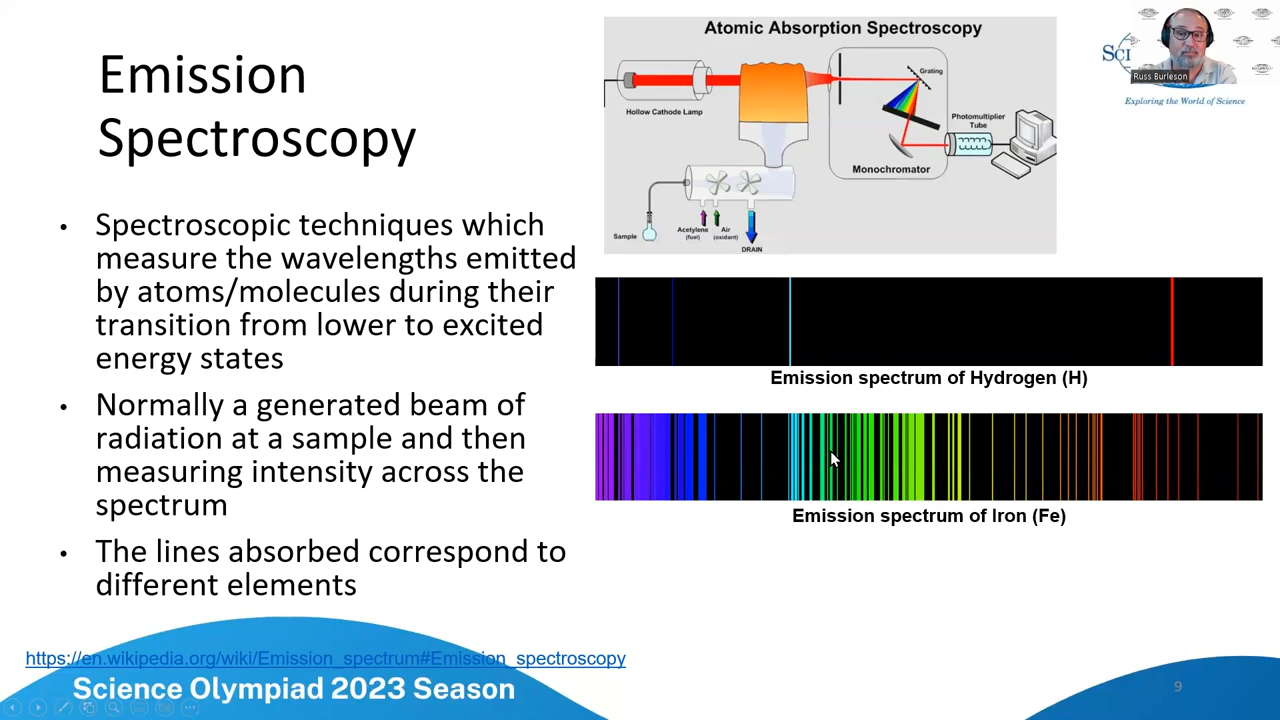 Emission
Spectroscopy
• Spectroscopic techniques which
measure the wavelengths emitted
by atoms/molecules during their
transition from lower to excited
energy states
• Normally a generated beam of
radiation at a sample and then
measuring intensity across the
spectrum
• The lines absorbed correspond to
different elements
https://en.wikipedia.org/wiki/Emission_spectrum#Emission_spectroscopy
Science Olympiad 2023 Season
Atomic Absorption Spectroscopy
Hollow Cathode Lamp
Grating
Photomultiplier
Tube
Monochromator
Sample
Acetylene
(fuel)
Air
(oxidant)
DRAIN
Emission spectrum of Hydrogen (H)
Emission spectrum of Iron (Fe)
Sci
Russ Burleson
Exploring the World of Science
9